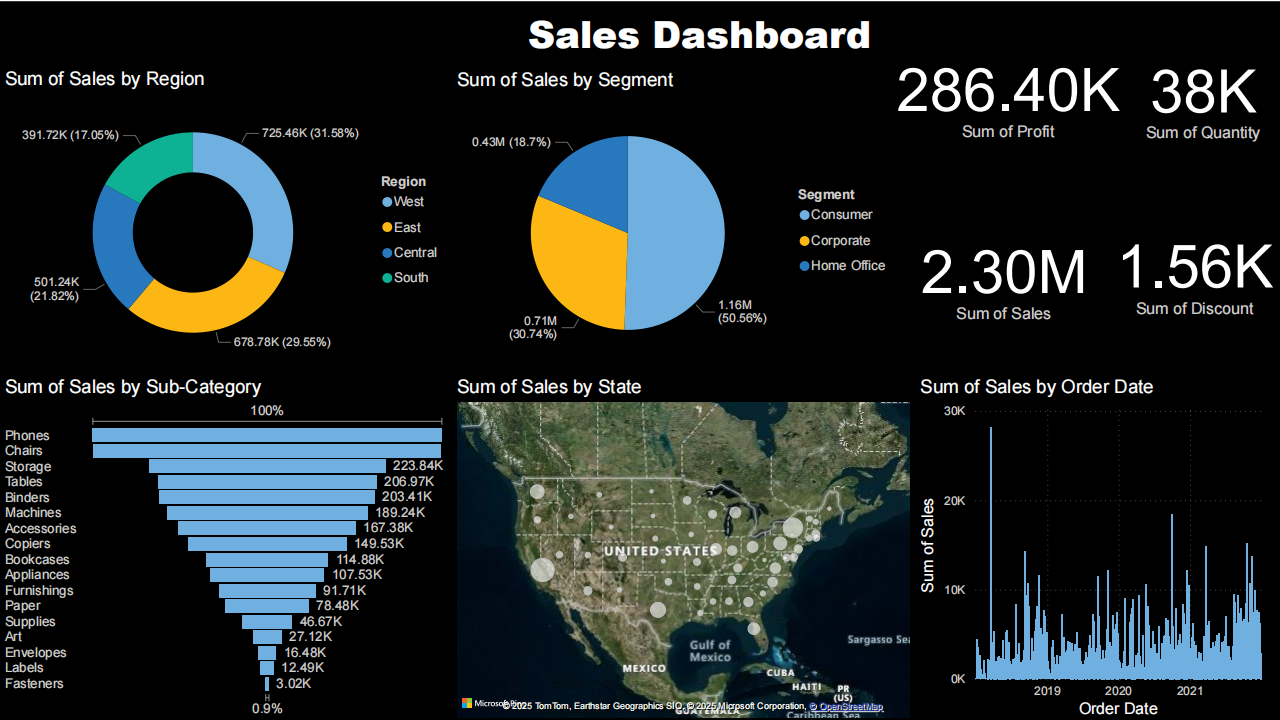 Sales Dashboard
Sum of Sales by Region
391.72K (17.05%)
725.46K (31.58%)
501.24K
(21.82%)
678.78K (29.55%)
Region
West
East
Central
South
Sum of Sales by Segment
0.43M (18.7%)
0.71M
(30.74%)
1.16M
(50.56%)
Segment
Consumer
Corporate
Home Office
286.40K
Sum of Profit
38K
Sum of Quantity
2.30M
Sum of Sales
1.56K
Sum of Discount
Sum of Sales by Sub-Category
100%
Phones
Chairs
Storage 223.84K
Tables 206.97K
Binders 203.41K
Machines 189.24K
Accessories 167.38K
Copiers 149.53K
Bookcases 114.88K
Appliances 107.53K
Furnishings 91.71K
Paper 78.48K
Supplies 46.67K
Art 27.12K
Envelopes 16.48K
Labels 12.49K
Fasteners 3.02K
0.9%
Sum of Sales by State
UNITED STATES
Gulf of
Mexico
Sargasso Sea
MEXICO
CUBA
HAITI
PR
(US)
GUATEMALA
Caribbean Sea
Microsoft
© 2025 TomTom, Earthstar Geographics SIO, © 2025 Microsoft Corporation, © OpenStreetMap
Sum of Sales by Order Date
Sum of Sales
30K
20K
10K
0K
2019
2020
2021
Order Date